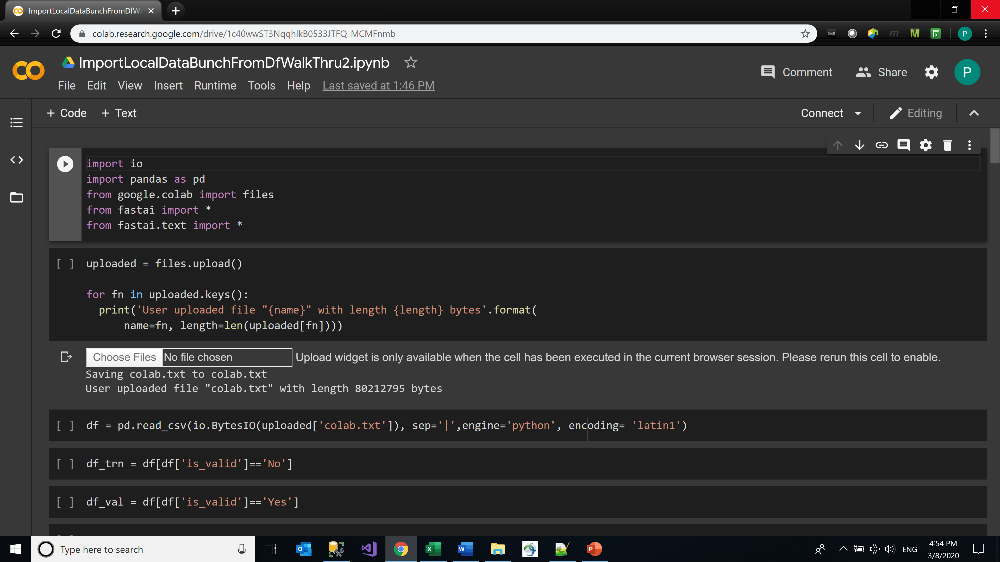 ImportLocalDataBunchFromDfWa
colab.research.google.com/drive/1c40wwST3NqqhlkB0533JTFQ_MCMFnmb_
(md) m M P
ImportLocalDataBunchFromDfWalkThru2.ipynb
Comment Share P
File Edit View Insert Runtime Tools Help Last saved at 1:46 PM
+ Code + Text Connect Editing
import io
import pandas as pd
from google.colab import files
from fastai import *
from fastai.text import *
[ ] uploaded = files.upload()
for fn in uploaded.keys():
print('User uploaded file "{name}" with length {length} bytes'.format(
name=fn, length=len(uploaded[fn])))
Choose Files No file chosen Upload widget is only available when the cell has been executed in the current browser session. Please rerun this cell to enable.
Saving colab.txt to colab.txt
User uploaded file "colab.txt" with length 80212795 bytes
[ ] df = pd.read_csv(io.BytesIO(uploaded['colab.txt']), sep='|',engine='python', encoding= 'latin1')
[ ] df_trn = df[df['is_valid']=='No']
[ ] df_val = df[df['is_valid']=='Yes']
Type here to search
ENG
4:54 PM
3/8/2020